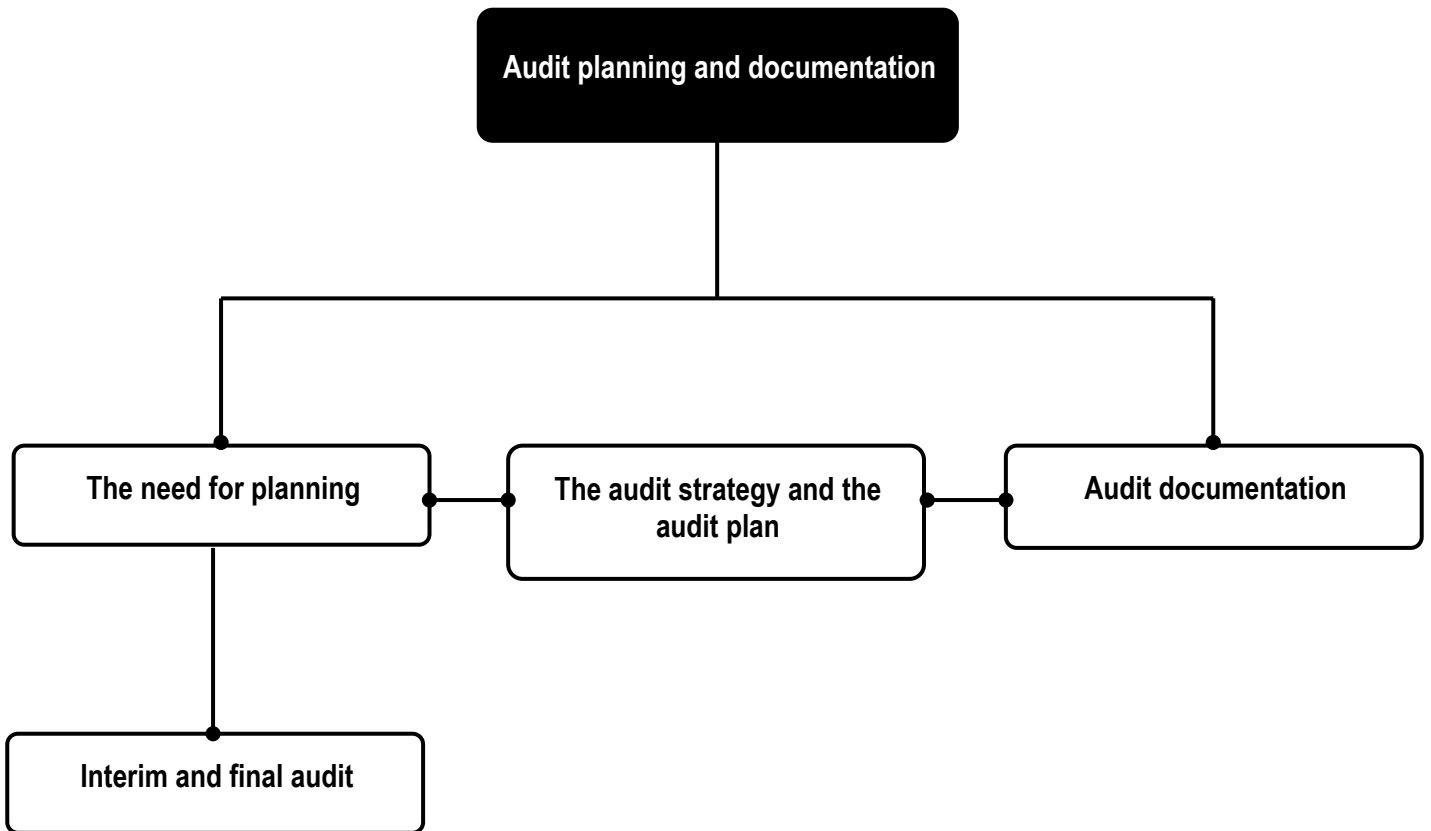 Audit planning and documentation
The need for planning
The audit strategy and the
audit plan
Audit documentation
Interim and final audit